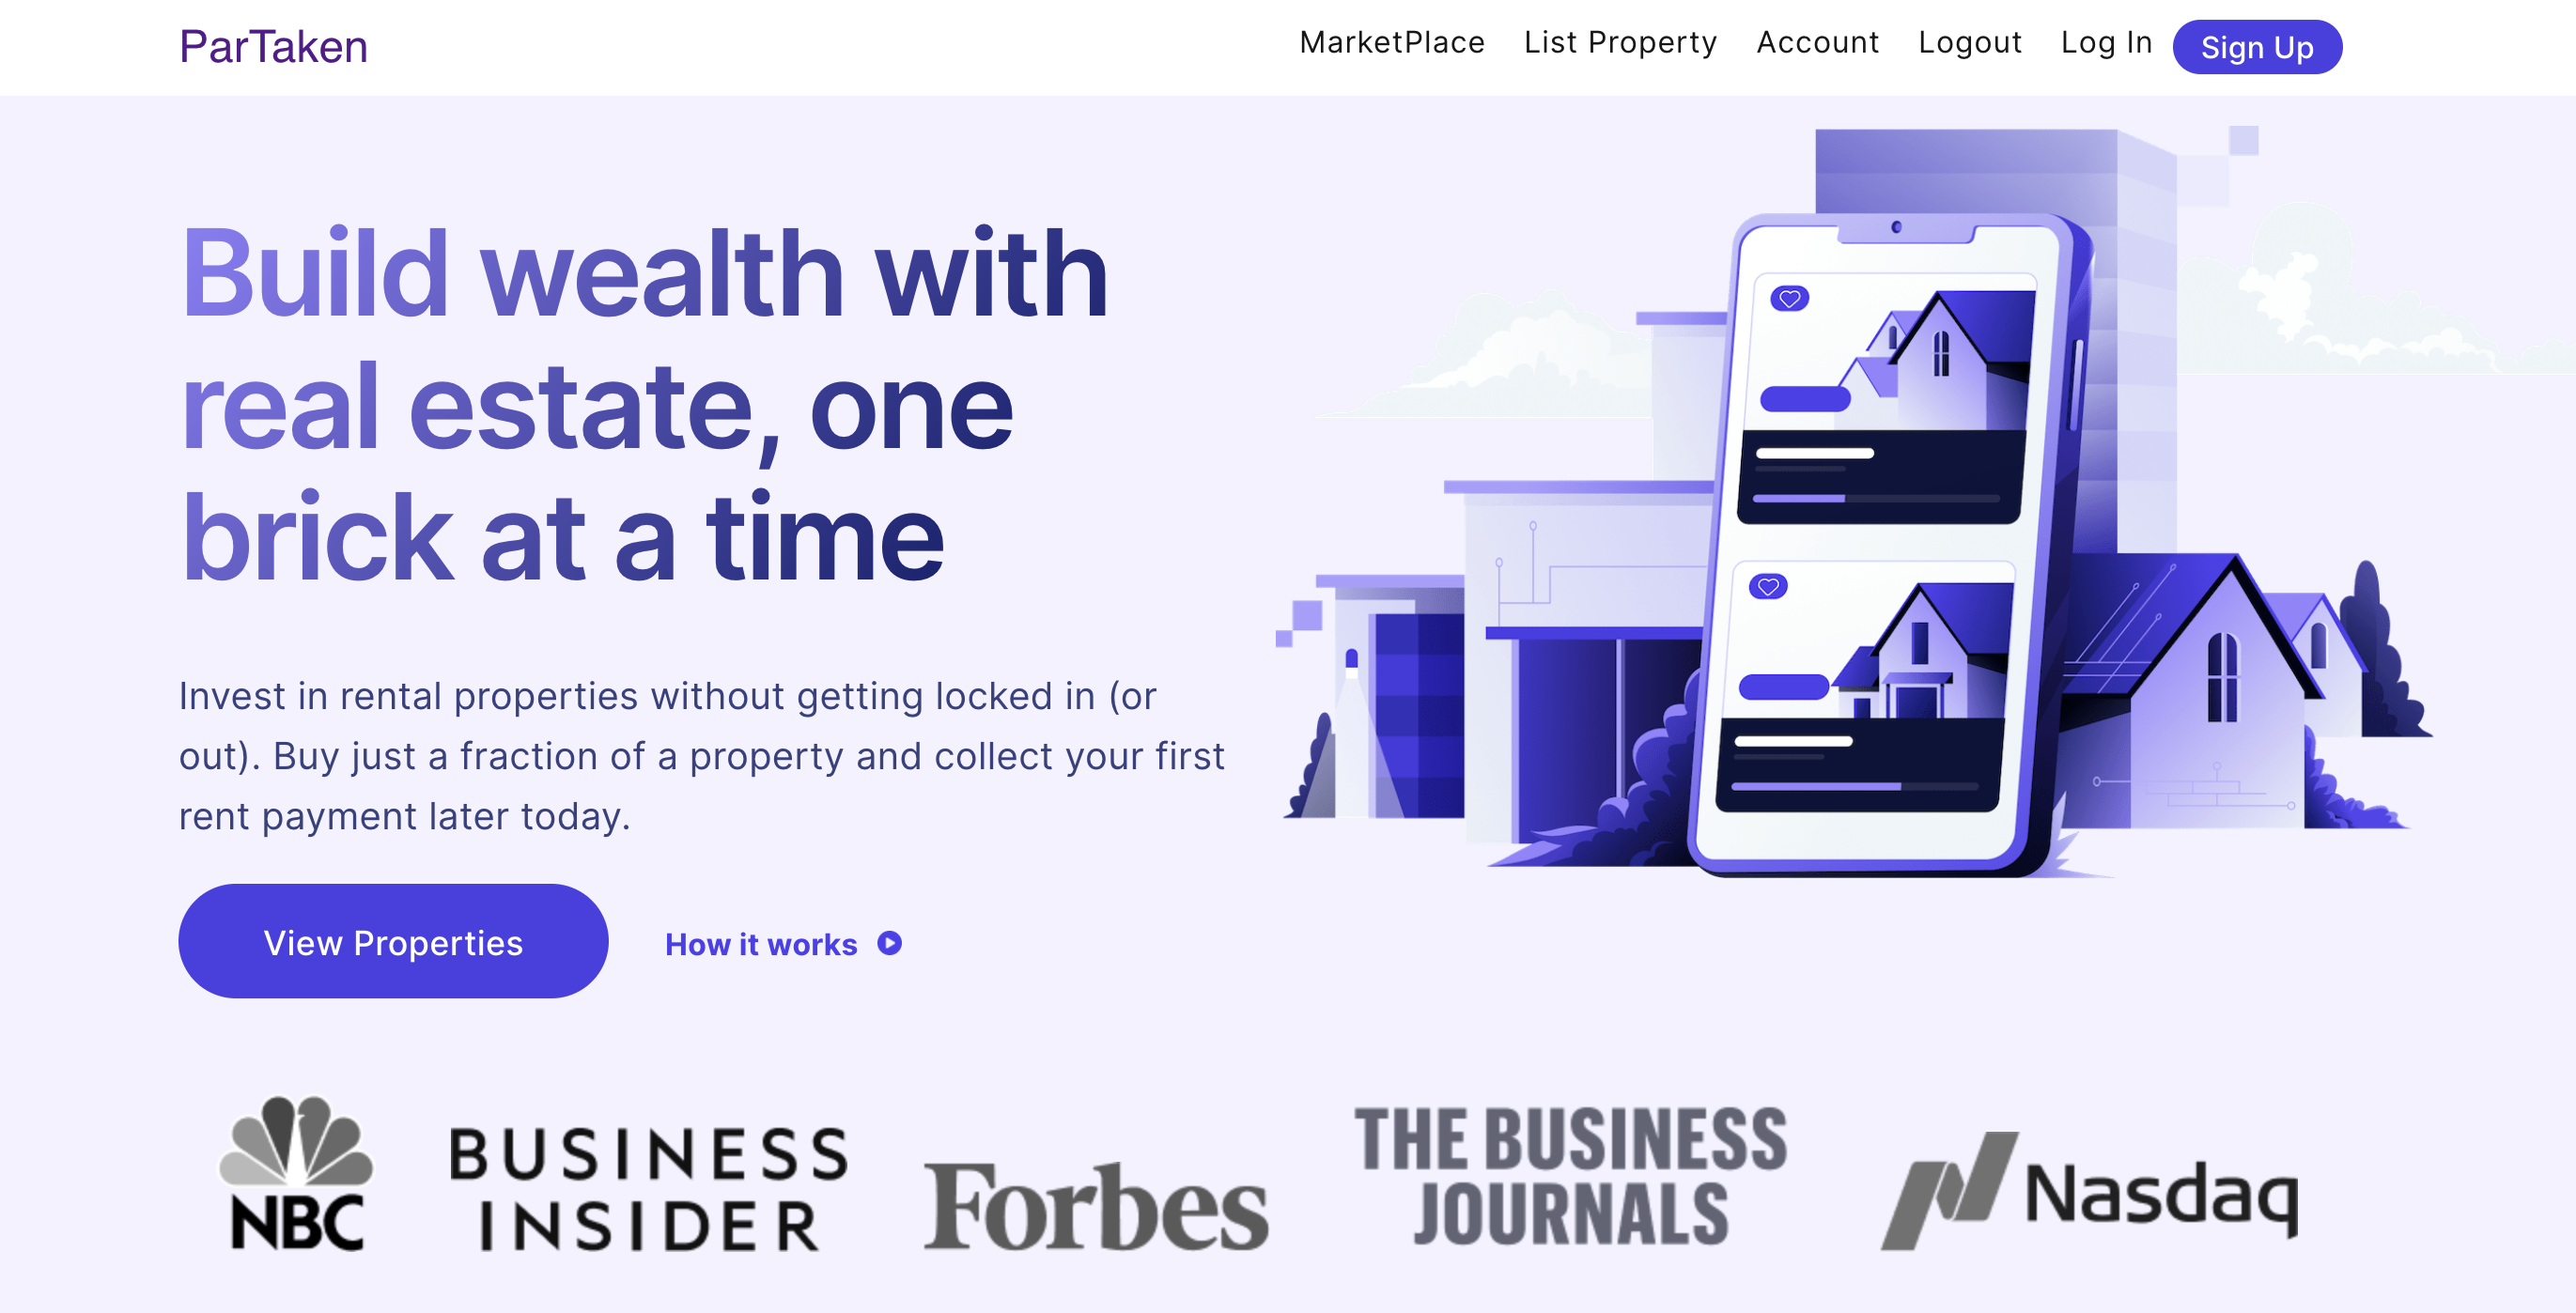 ParTaken
MarketPlace List Property Account Logout Log In Sign Up
Build wealth with
real estate, one
brick at a time
Invest in rental properties without getting locked in (or
out). Buy just a fraction of a property and collect your first
rent payment later today.
View Properties How it works
NBC
BUSINESS
INSIDER
Forbes
THE BUSINESS
JOURNALS
Nasdaq